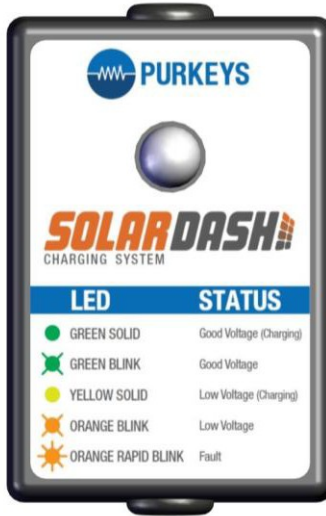 PURKEYS
SOLARDASH
CHARGING SYSTEM
LED STATUS
GREEN SOLID Good Voltage (Charging)
GREEN BLINK Good Voltage
YELLOW SOLID Low Voltage (Charging)
ORANGE BLINK Low Voltage
ORANGE RAPID BLINK Fault